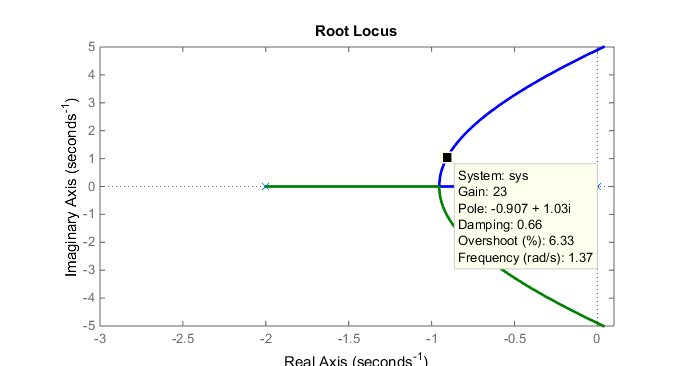 Root Locus
5
4
3
2
1
0
-1
-2
-3
-4
-5
Imaginary Axis (seconds⁻¹)
System: sys
Gain: 23
Pole: -0.907 + 1.03i
Damping: 0.66
Overshoot (%): 6.33
Frequency (rad/s): 1.37
-3 -2.5 -2 -1.5 -1 -0.5 0
Real Axis (seconds⁻¹)